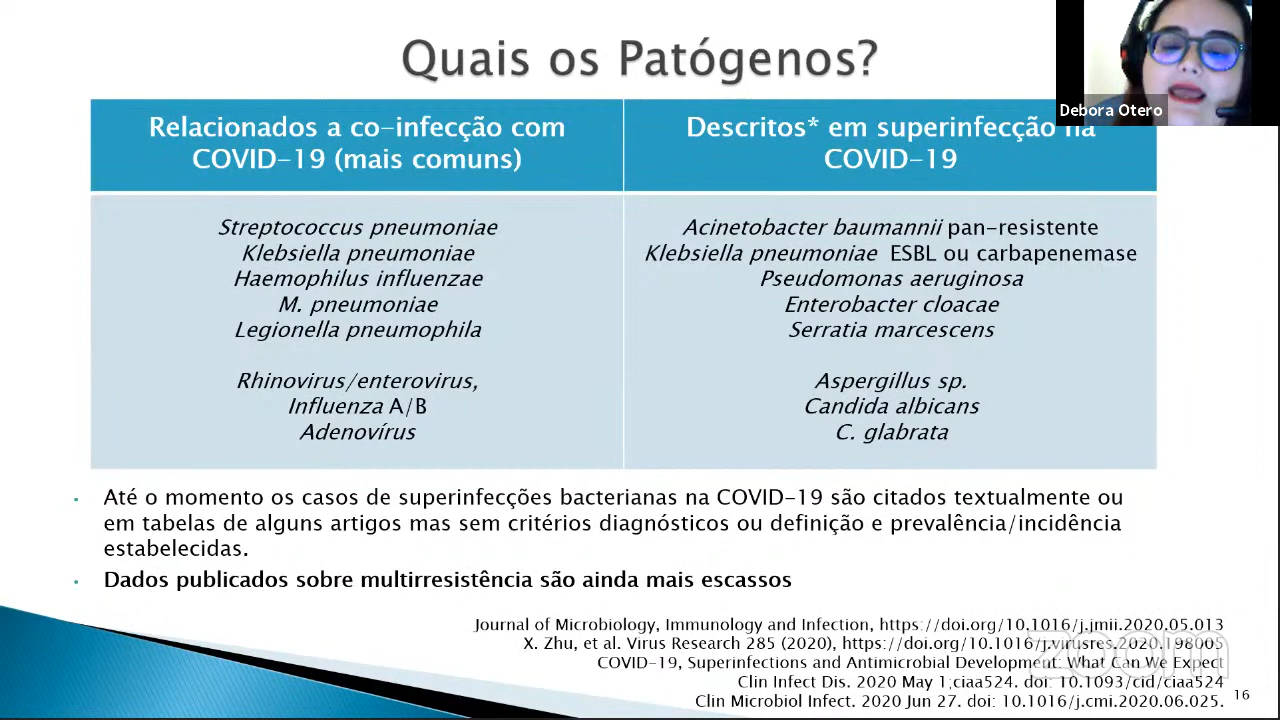 Quais os Patógenos?
Debora Otero
Relacionados a co-infecção com
COVID-19 (mais comuns)
Descritos* em superinfecção na
COVID-19
Streptococcus pneumoniae
Klebsiella pneumoniae
Haemophilus influenzae
M. pneumoniae
Legionella pneumophila
Rhinovirus/enterovirus,
Influenza A/B
Adenovírus
Acinetobacter baumannii pan-resistente
Klebsiella pneumoniae ESBL ou carbapenemase
Pseudomonas aeruginosa
Enterobacter cloacae
Serratia marcescens
Aspergillus sp.
Candida albicans
C. glabrata
Até o momento os casos de superinfecções bacterianas na COVID-19 são citados textualmente ou
em tabelas de alguns artigos mas sem critérios diagnósticos ou definição e prevalência/incidência
estabelecidas.
Dados publicados sobre multirresistência são ainda mais escassos
Journal of Microbiology, Immunology and Infection, https://doi.org/10.1016/j.jmii.2020.05.013
X. Zhu, et al. Virus Research 285 (2020), https://doi.org/10.1016/j.virusres.2020.198005
COVID-19, Superinfections and Antimicrobial Development: What Can We Expect
Clin Infect Dis. 2020 May 1;ciaa524. doi: 10.1093/cid/ciaa524
Clin Microbiol Infect. 2020 Jun 27. doi: 10.1016/j.cmi.2020.06.025.
zoom
16